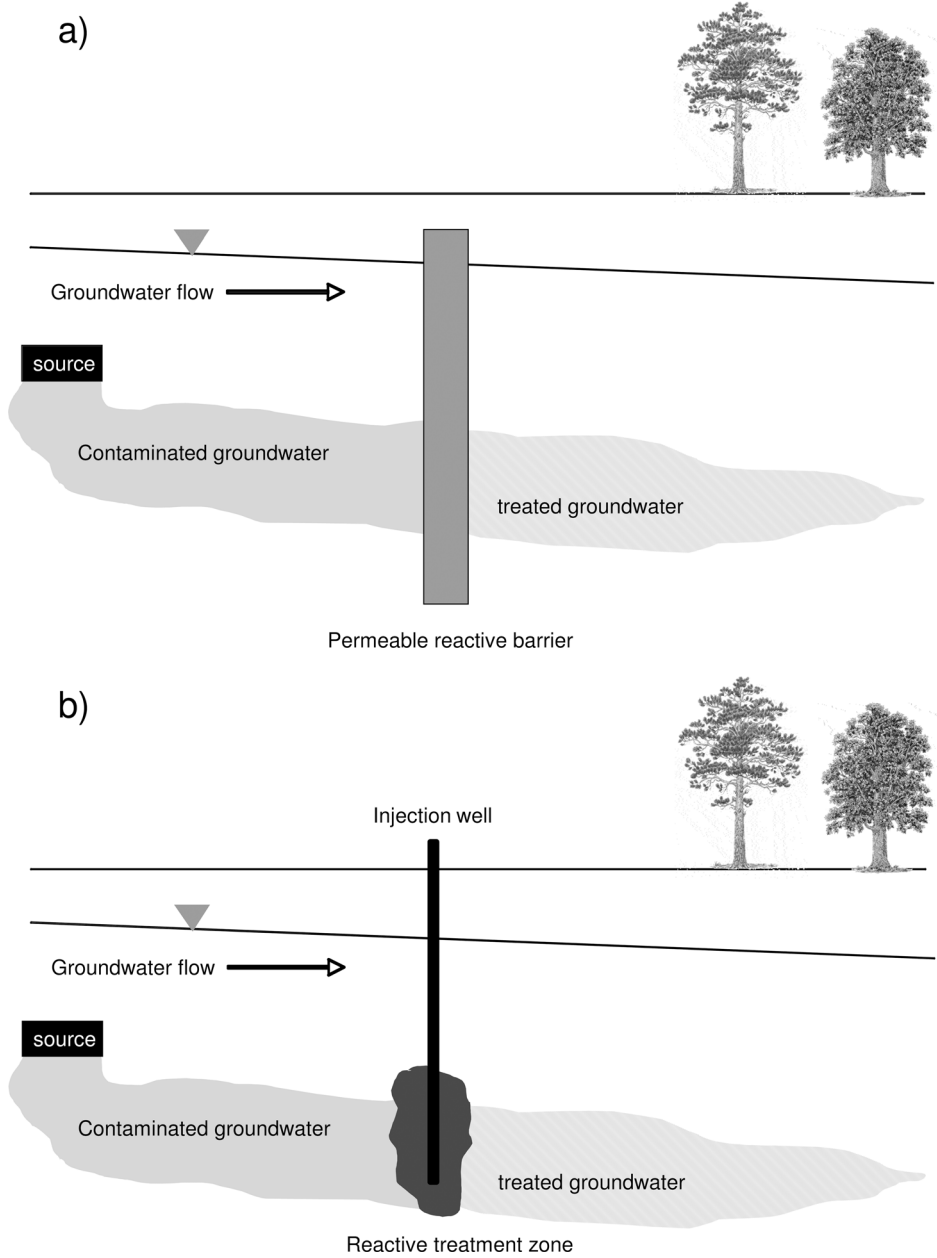 a)
Groundwater flow
source
Contaminated groundwater
treated groundwater
Permeable reactive barrier
b)
Injection well
Groundwater flow
source
Contaminated groundwater
treated groundwater
Reactive treatment zone